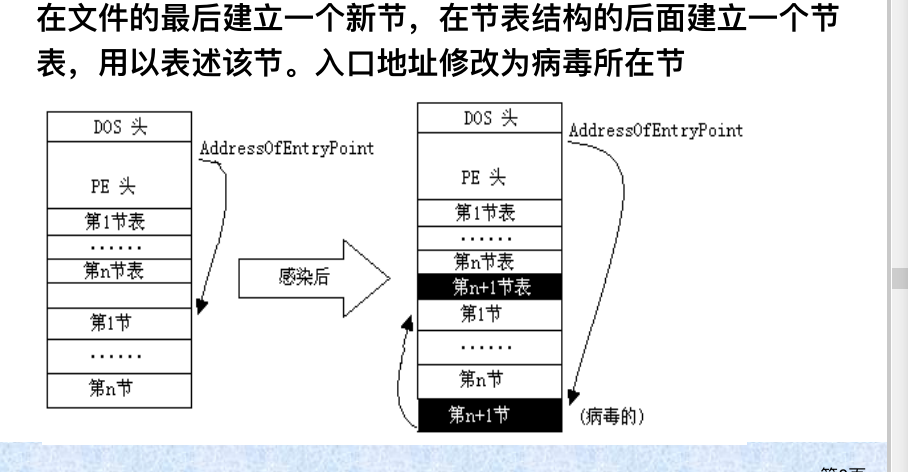 在文件的最后建立一个新节，在节表结构的后面建立一个节
表，用以表述该节。入口地址修改为病毒所在节
DOS 头
AddressOfEntryPoint
PE 头
第1节表
......
第n节表
第1节
......
第n节
感染后
DOS 头
AddressOfEntryPoint
PE 头
第1节表
......
第n节表
第n+1节表
第1节
......
第n节
第n+1节
(病毒的)